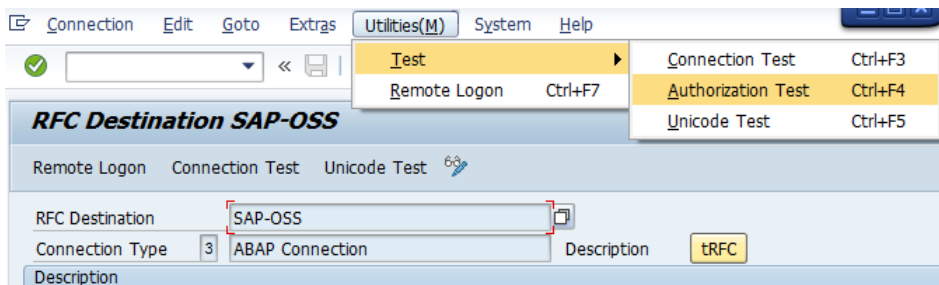 Connection Edit Goto Extras Utilities(M) System Help
Test Connection Test Ctrl+F3
Remote Logon Ctrl+F7 Authorization Test Ctrl+F4
Unicode Test Ctrl+F5
RFC Destination SAP-OSS
Remote Logon Connection Test Unicode Test
RFC Destination SAP-OSS
Connection Type 3 ABAP Connection Description tRFC
Description